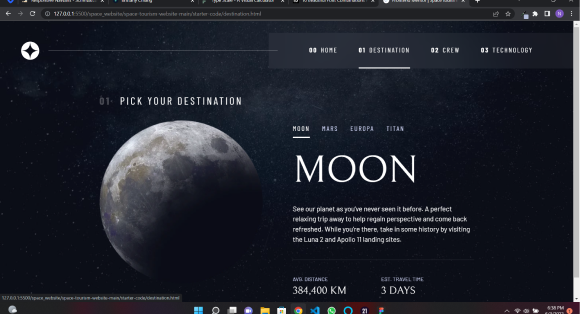 127.0.0.1:5500/space_website/space-tourism-website-main/starter-code/destination.html
00 HOME
01 DESTINATION
02 CREW
03 TECHNOLOGY
01 PICK YOUR DESTINATION
MOON MARS EUROPA TITAN
MOON
See our planet as you've never seen it before. A perfect
relaxing trip away to help regain perspective and come back
refreshed. While you're there, take in some history by visiting
the Luna 2 and Apollo 11 landing sites.
AVG. DISTANCE
384,400 KM
EST. TRAVEL TIME
3 DAYS
127.0.0.1:5500/space_website/space-tourism-website-main/starter-code/destination.html
5:38 PM